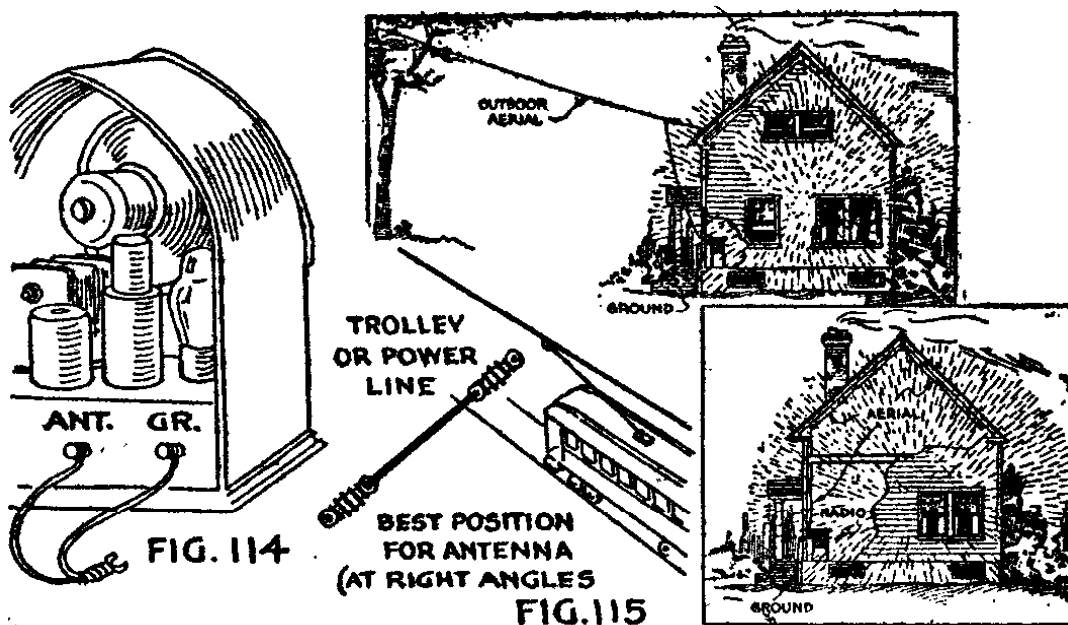 ANT. GR.
FIG. 114
TROLLEY
OR POWER
LINE
BEST POSITION
FOR ANTENNA
(AT RIGHT ANGLES
FIG. 115
OUTDOOR
AERIAL
GROUND
AERIAL
RADIO
GROUND